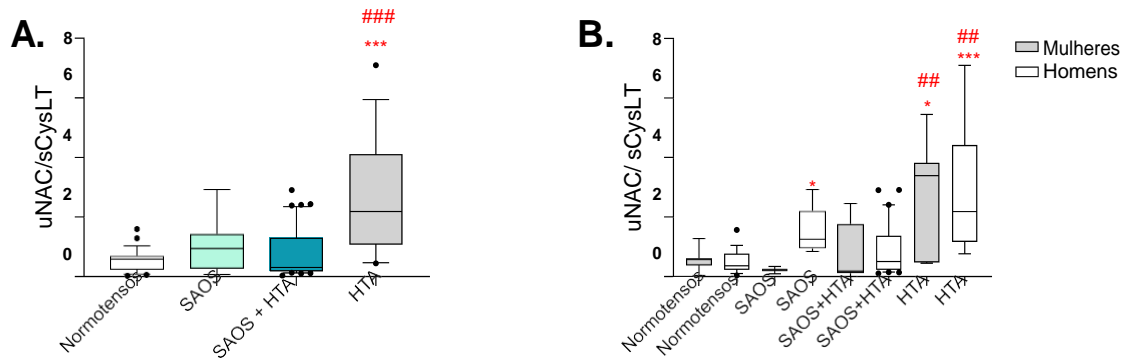 A.
###
***
8
6
4
2
0
uNAC/sCysLT
Normotensos
SAOS
SAOS + HTA
HTA
B.
##
***
##
*
*
8
6
4
2
0
uNAC/ sCysLT
Normotensos
Normotensos
SAOS
SAOS
SAOS+HTA
SAOS+HTA
HTA
HTA
Mulheres
Homens